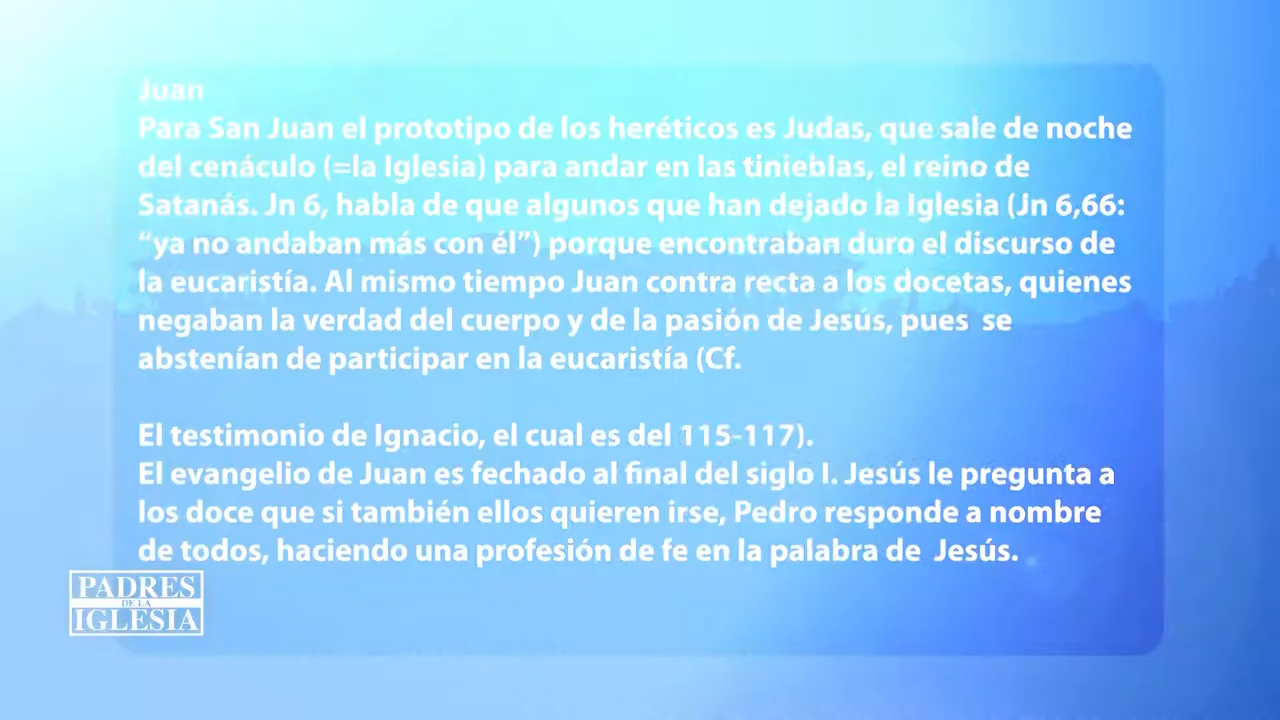 Juan
Para San Juan el prototipo de los heréticos es Judas, que sale de noche
del cenáculo (=la Iglesia) para andar en las tinieblas, el reino de
Satanás. Jn 6, habla de que algunos que han dejado la Iglesia (Jn 6,66:
“ya no andaban más con él”) porque encontraban duro el discurso de
la eucaristía. Al mismo tiempo Juan contra recta a los docetas, quienes
negaban la verdad del cuerpo y de la pasión de Jesús, pues  se
abstenían de participar en la eucaristía (Cf.
El testimonio de Ignacio, el cual es del 115-117).
El evangelio de Juan es fechado al final del siglo I. Jesús le pregunta a
los doce que si también ellos quieren irse, Pedro responde a nombre
de todos, haciendo una profesión de fe en la palabra de  Jesús.
PADRES
DE LA
IGLESIA